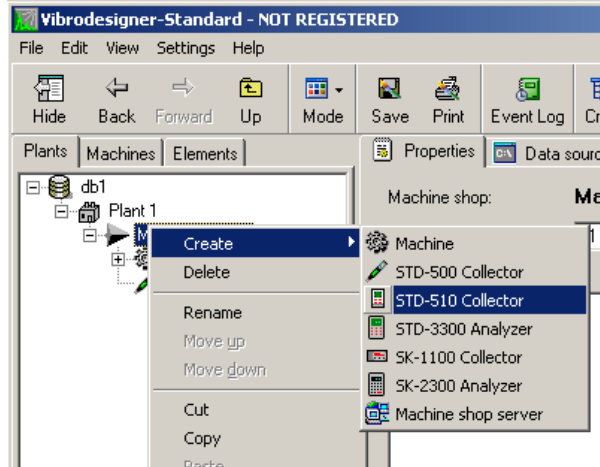 Vibrodesigner-Standard - NOT REGISTERED
File Edit View Settings Help
Hide Back Forward Up Mode Save Print Event Log
Plants Machines Elements Properties Data
db1
Machine shop:
Plant 1
Create
Machine
Delete
STD-500 Collector
STD-510 Collector
Rename
STD-3300 Analyzer
Move up
SK-1100 Collector
Move down
SK-2300 Analyzer
Cut
Machine shop server
Copy
Paste